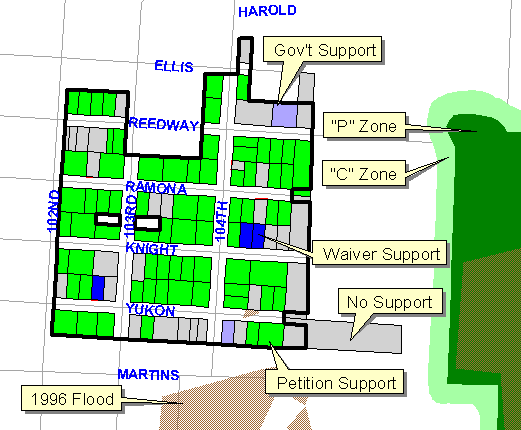 HAROLD
Gov't Support
ELLIS
REEDWAY
"P" Zone
"C" Zone
RAMONA
102ND
103RD
104TH
KNIGHT
Waiver Support
No Support
YUKON
MARTINS
Petition Support
1996 Flood